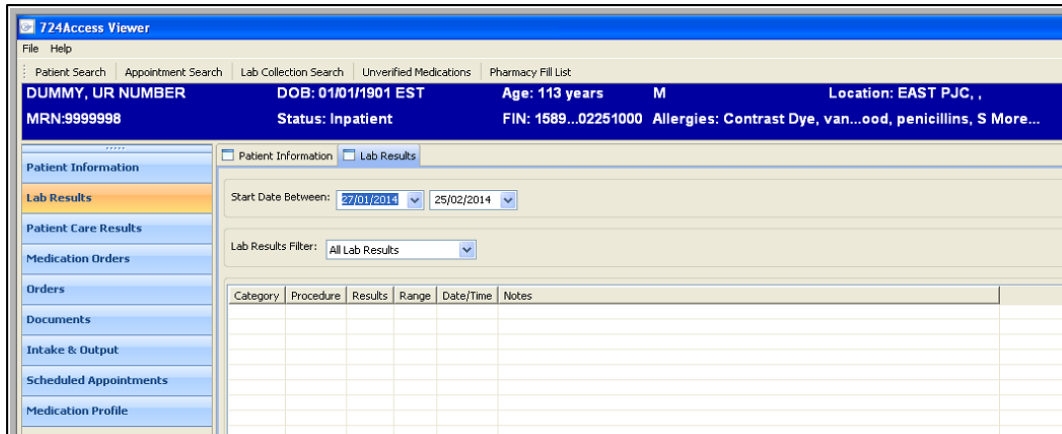 724Access Viewer
File Help
Patient Search Appointment Search Lab Collection Search Unverified Medications Pharmacy Fill List
DUMMY, UR NUMBER DOB: 01/01/1901 EST Age: 113 years M Location: EAST PJC, ,
MRN:9999998 Status: Inpatient FIN: 1589...02251000 Allergies: Contrast Dye, van...ood, penicillins, S More...
Patient Information
Lab Results
Patient Care Results
Medication Orders
Orders
Documents
Intake & Output
Scheduled Appointments
Medication Profile
Patient Information Lab Results
Start Date Between: 27/01/2014 25/02/2014
Lab Results Filter: All Lab Results
Category Procedure Results Range Date/Time Notes